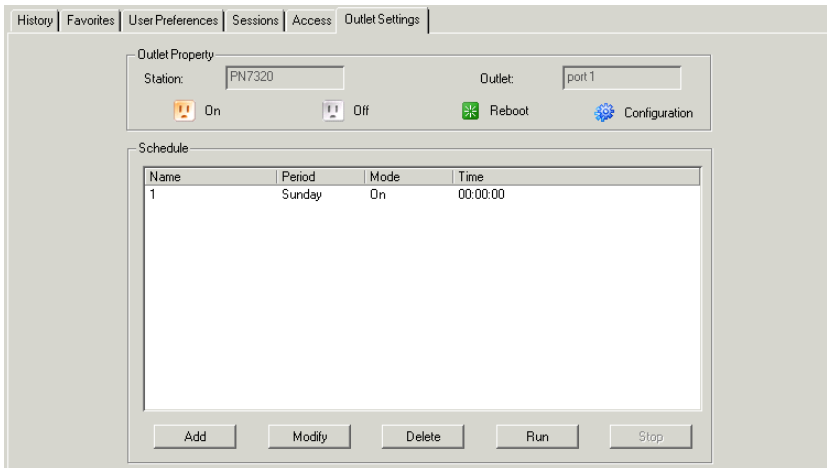 History Favorites User Preferences Sessions Access Outlet Settings
Outlet Property
Station: PN7320 Outlet: port 1
On Off Reboot Configuration
Schedule
Name Period Mode Time
1 Sunday On 00:00:00
Add Modify Delete Run Stop